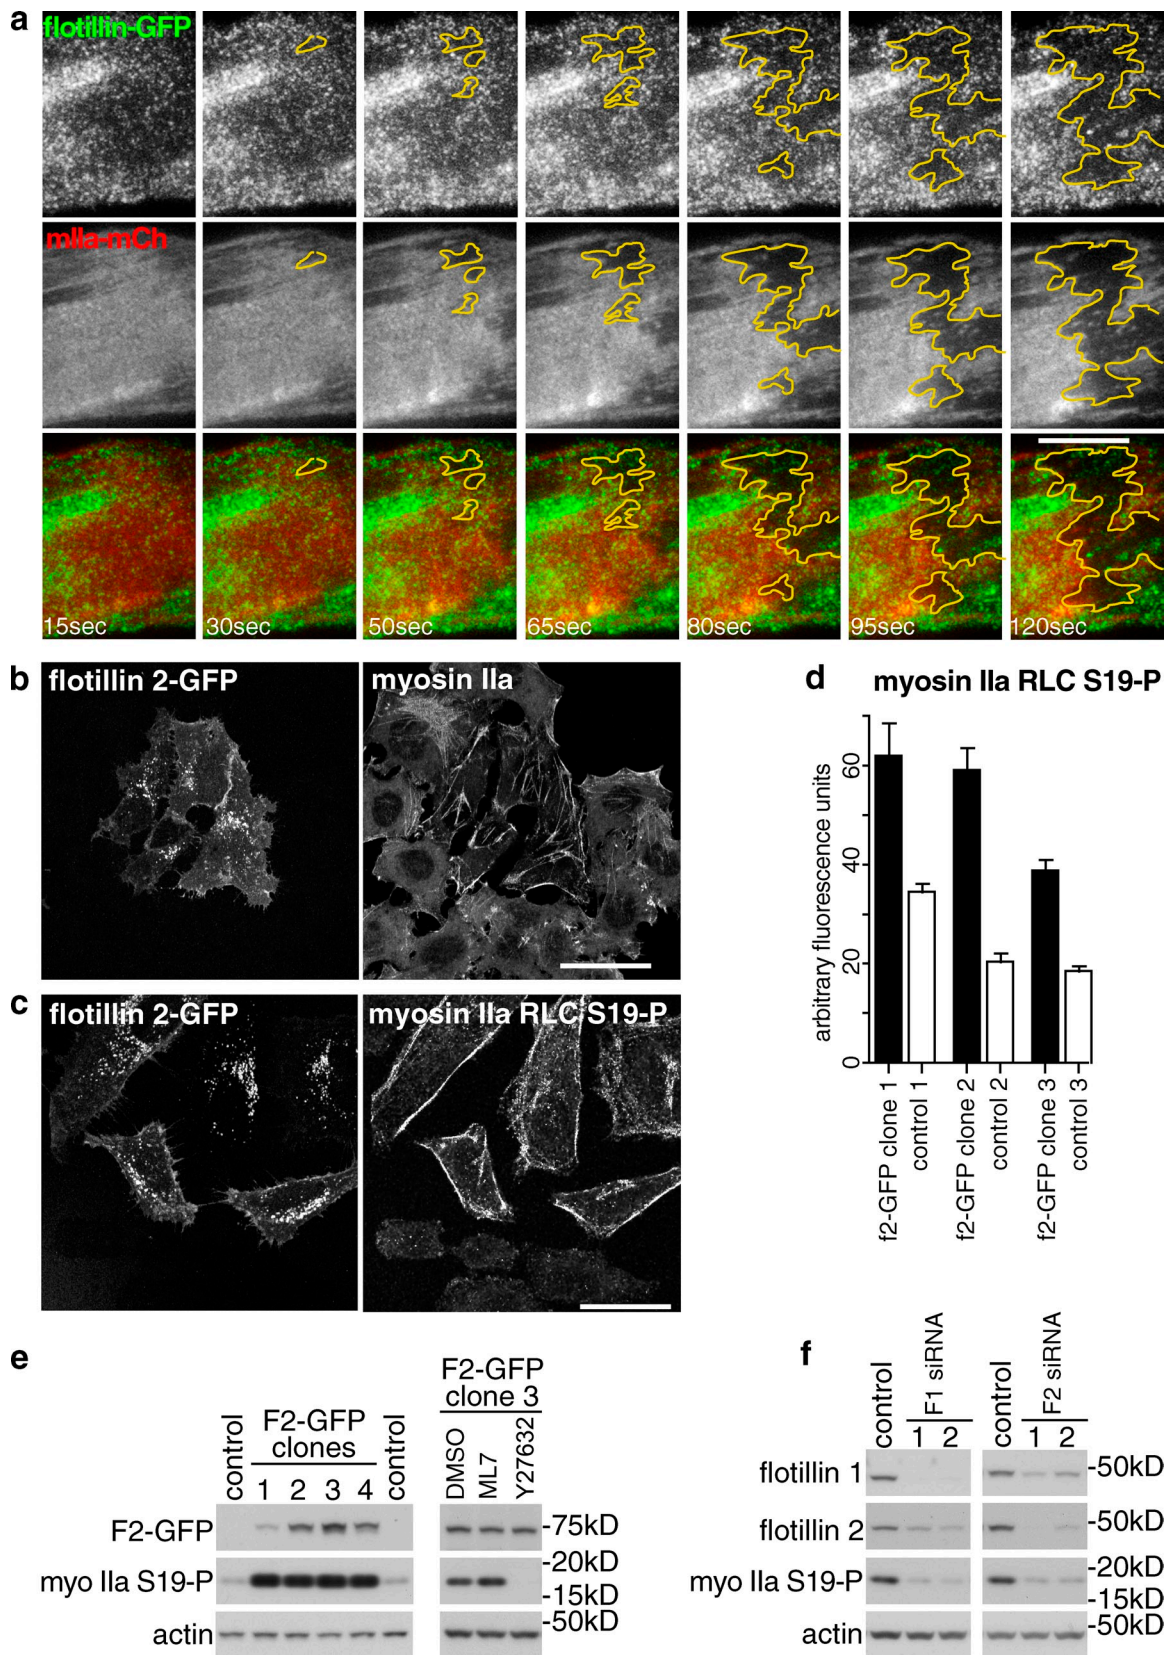 a
flotillin-GFP
mIIa-mCh
15sec 30sec 50sec 65sec 80sec 95sec 120sec
b
flotillin 2-GFP
myosin IIa
c
flotillin 2-GFP
myosin IIa RLC S19-P
d
myosin IIa RLC S19-P
arbitrary fluorescence units
60
40
20
0
f2-GFP clone 1
control 1
f2-GFP clone 2
control 2
f2-GFP clone 3
control 3
e
control
F2-GFP
clones
1 2 3 4
control
F2-GFP
clone 3
DMSO
ML7
Y27632
F2-GFP
-75kD
myo IIa S19-P
-20kD
-15kD
actin
-50kD
f
control
F1 siRNA
1 2
control
F2 siRNA
1 2
flotillin 1
-50kD
flotillin 2
-50kD
myo IIa S19-P
-20kD
-15kD
actin
-50kD